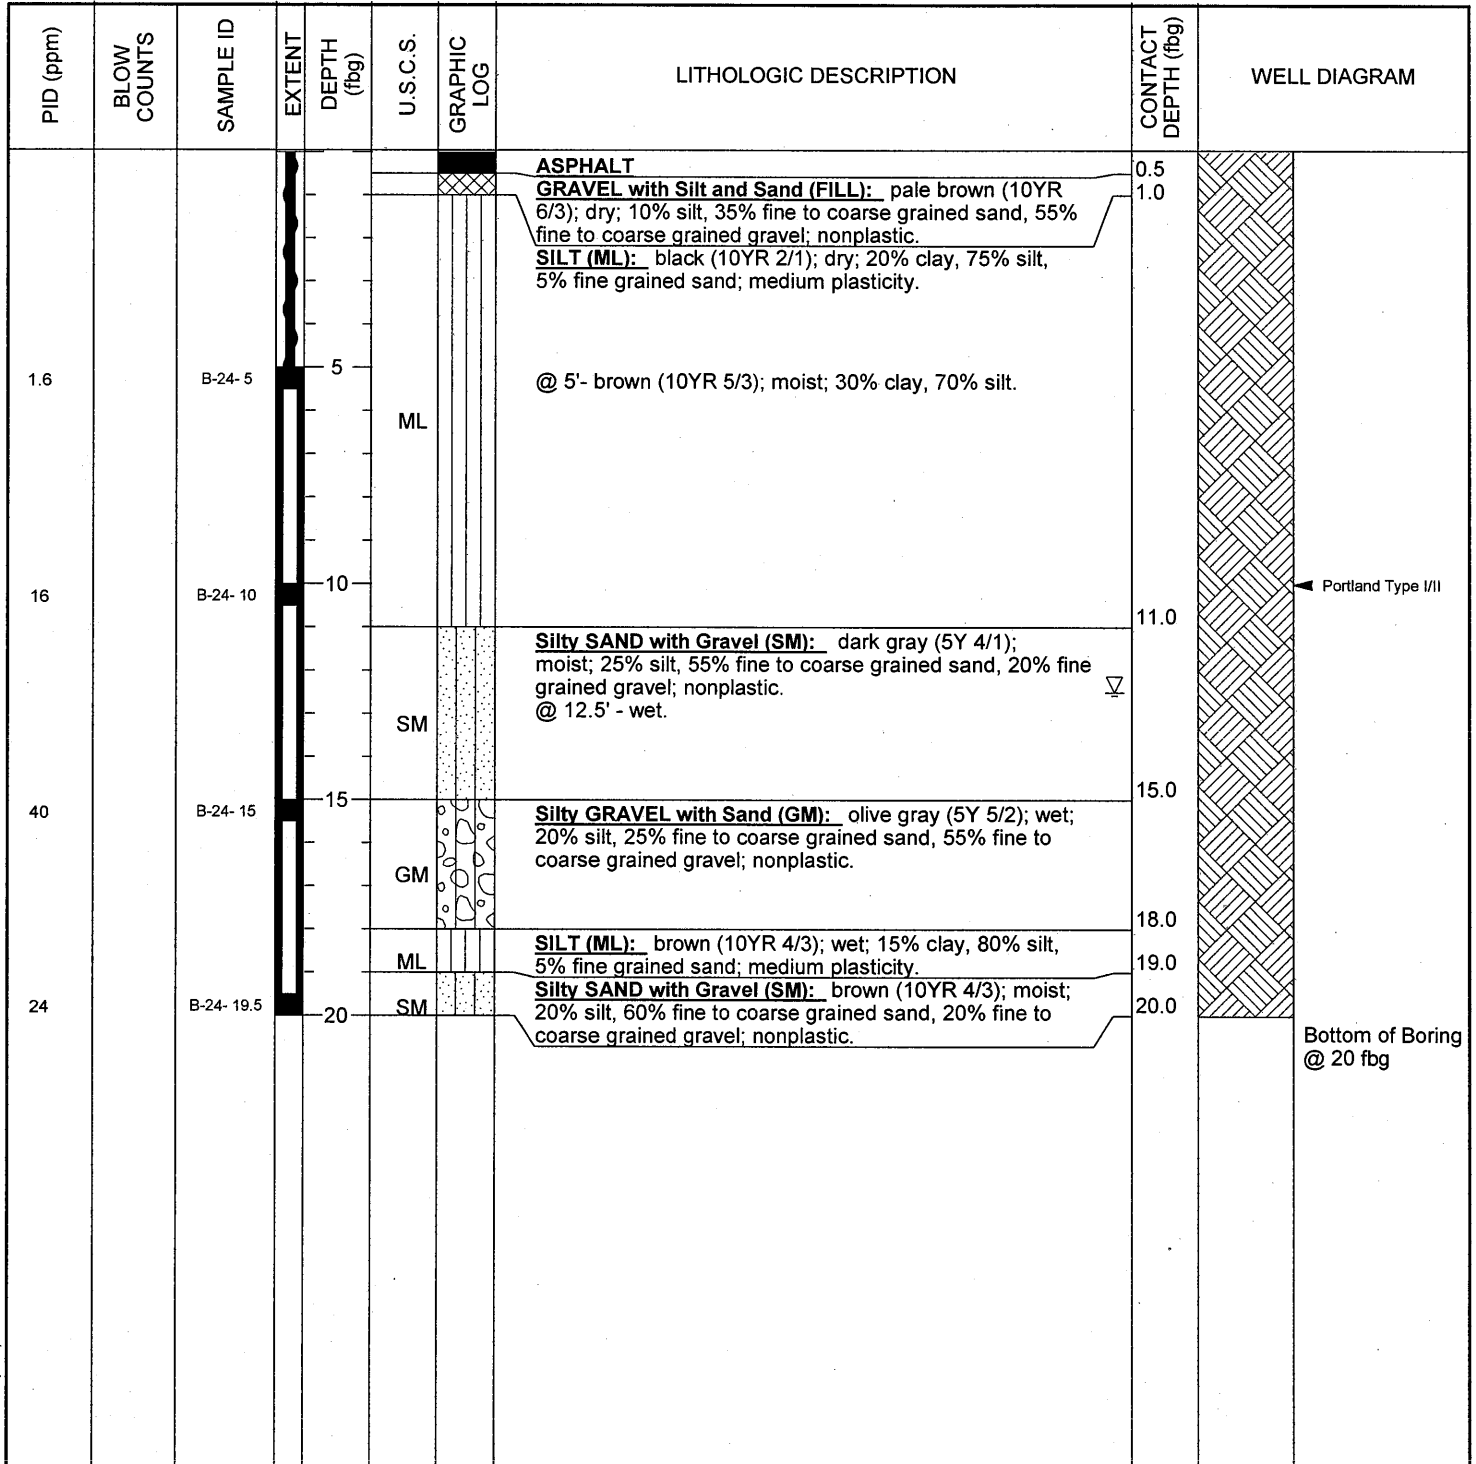 PID (ppm)
BLOW
COUNTS
SAMPLE ID
EXTENT
DEPTH
(fbg)
U.S.C.S.
GRAPHIC
LOG
LITHOLOGIC DESCRIPTION
CONTACT
DEPTH (fbg)
WELL DIAGRAM
ASPHALT
0.5
GRAVEL with Silt and Sand (FILL): pale brown (10YR
1.0
6/3); dry; 10% silt, 35% fine to coarse grained sand, 55%
fine to coarse grained gravel; nonplastic.
SILT (ML): black (10YR 2/1); dry; 20% clay, 75% silt,
5% fine grained sand; medium plasticity.
1.6
B-24- 5
5
@ 5'- brown (10YR 5/3); moist; 30% clay, 70% silt.
ML
16
B-24- 10
10
Portland Type I/II
11.0
Silty SAND with Gravel (SM): dark gray (5Y 4/1);
moist; 25% silt, 55% fine to coarse grained sand, 20% fine
grained gravel; nonplastic.
@ 12.5' - wet.
SM
15.0
40
B-24- 15
15
Silty GRAVEL with Sand (GM): olive gray (5Y 5/2); wet;
20% silt, 25% fine to coarse grained sand, 55% fine to
coarse grained gravel; nonplastic.
GM
18.0
SILT (ML): brown (10YR 4/3); wet; 15% clay, 80% silt,
5% fine grained sand; medium plasticity.
ML
19.0
Silty SAND with Gravel (SM): brown (10YR 4/3); moist;
20% silt, 60% fine to coarse grained sand, 20% fine to
coarse grained gravel; nonplastic.
24
B-24- 19.5
20
SM
20.0
Bottom of Boring
@ 20 fbg